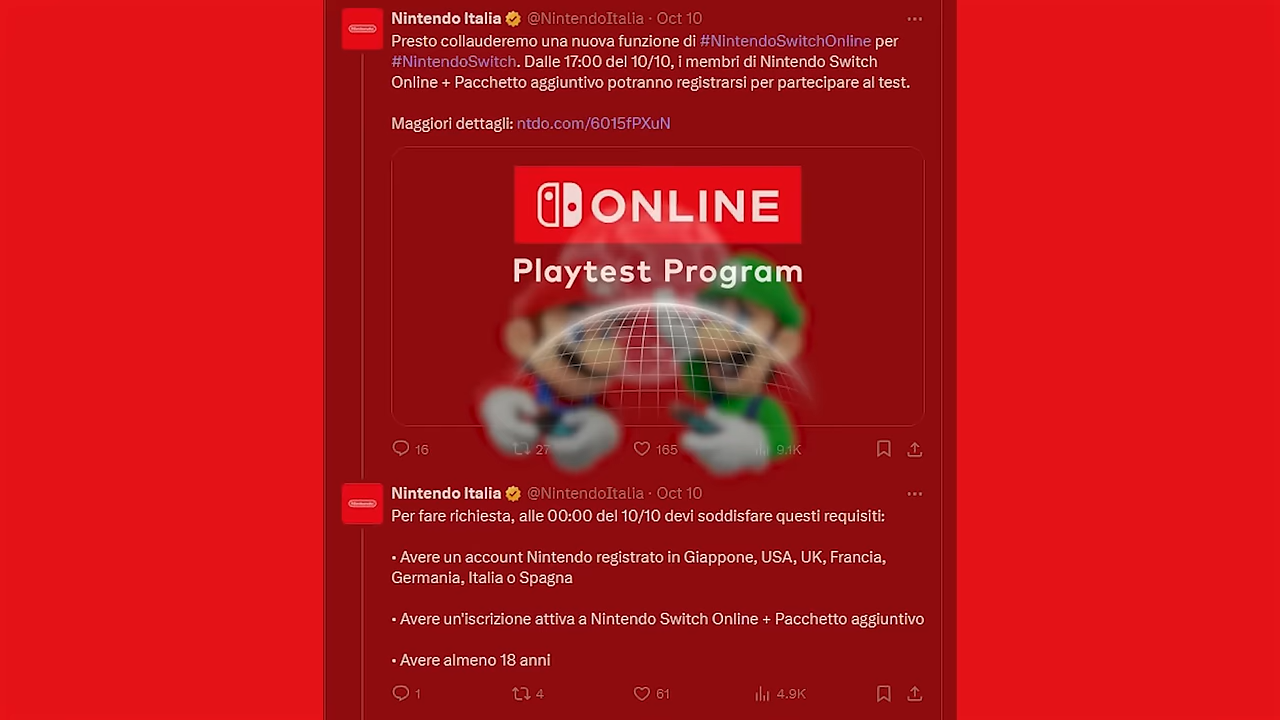 Nintendo Italia @NintendoItalia · Oct 10
Presto collauderemo una nuova funzione di #NintendoSwitchOnline per
#NintendoSwitch. Dalle 17:00 del 10/10, i membri di Nintendo Switch
Online + Pacchetto aggiuntivo potranno registrarsi per partecipare al test.
Maggiori dettagli: ntdo.com/6015fPXuN
ONLINE
Playtest Program
16 27 165 9.1K
Nintendo Italia @NintendoItalia · Oct 10
Per fare richiesta, alle 00:00 del 10/10 devi soddisfare questi requisiti:
• Avere un account Nintendo registrato in Giappone, USA, UK, Francia,
Germania, Italia o Spagna
• Avere un'iscrizione attiva a Nintendo Switch Online + Pacchetto aggiuntivo
• Avere almeno 18 anni
1 4 61 4.9K